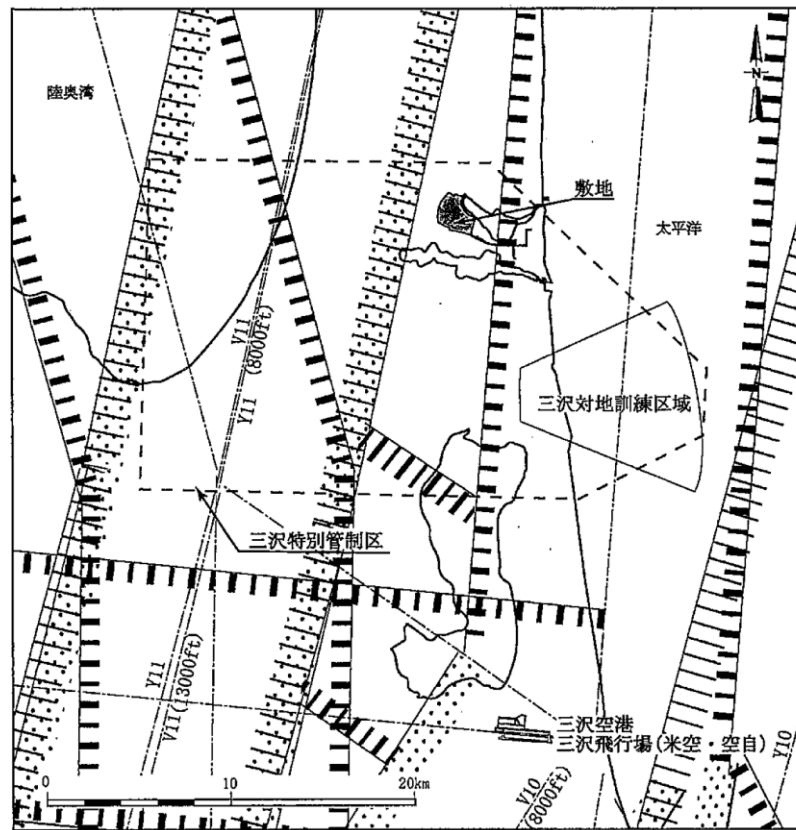 陸奥湾
N
敷地
太平洋
V11
(8000ft)
Y11
三沢対地訓練区域
三沢特別管制区
Y11
V11(13000ft)
三沢空港
三沢飛行場(米空・空自)
Y10
V10
(8000ft)
0
10
20km